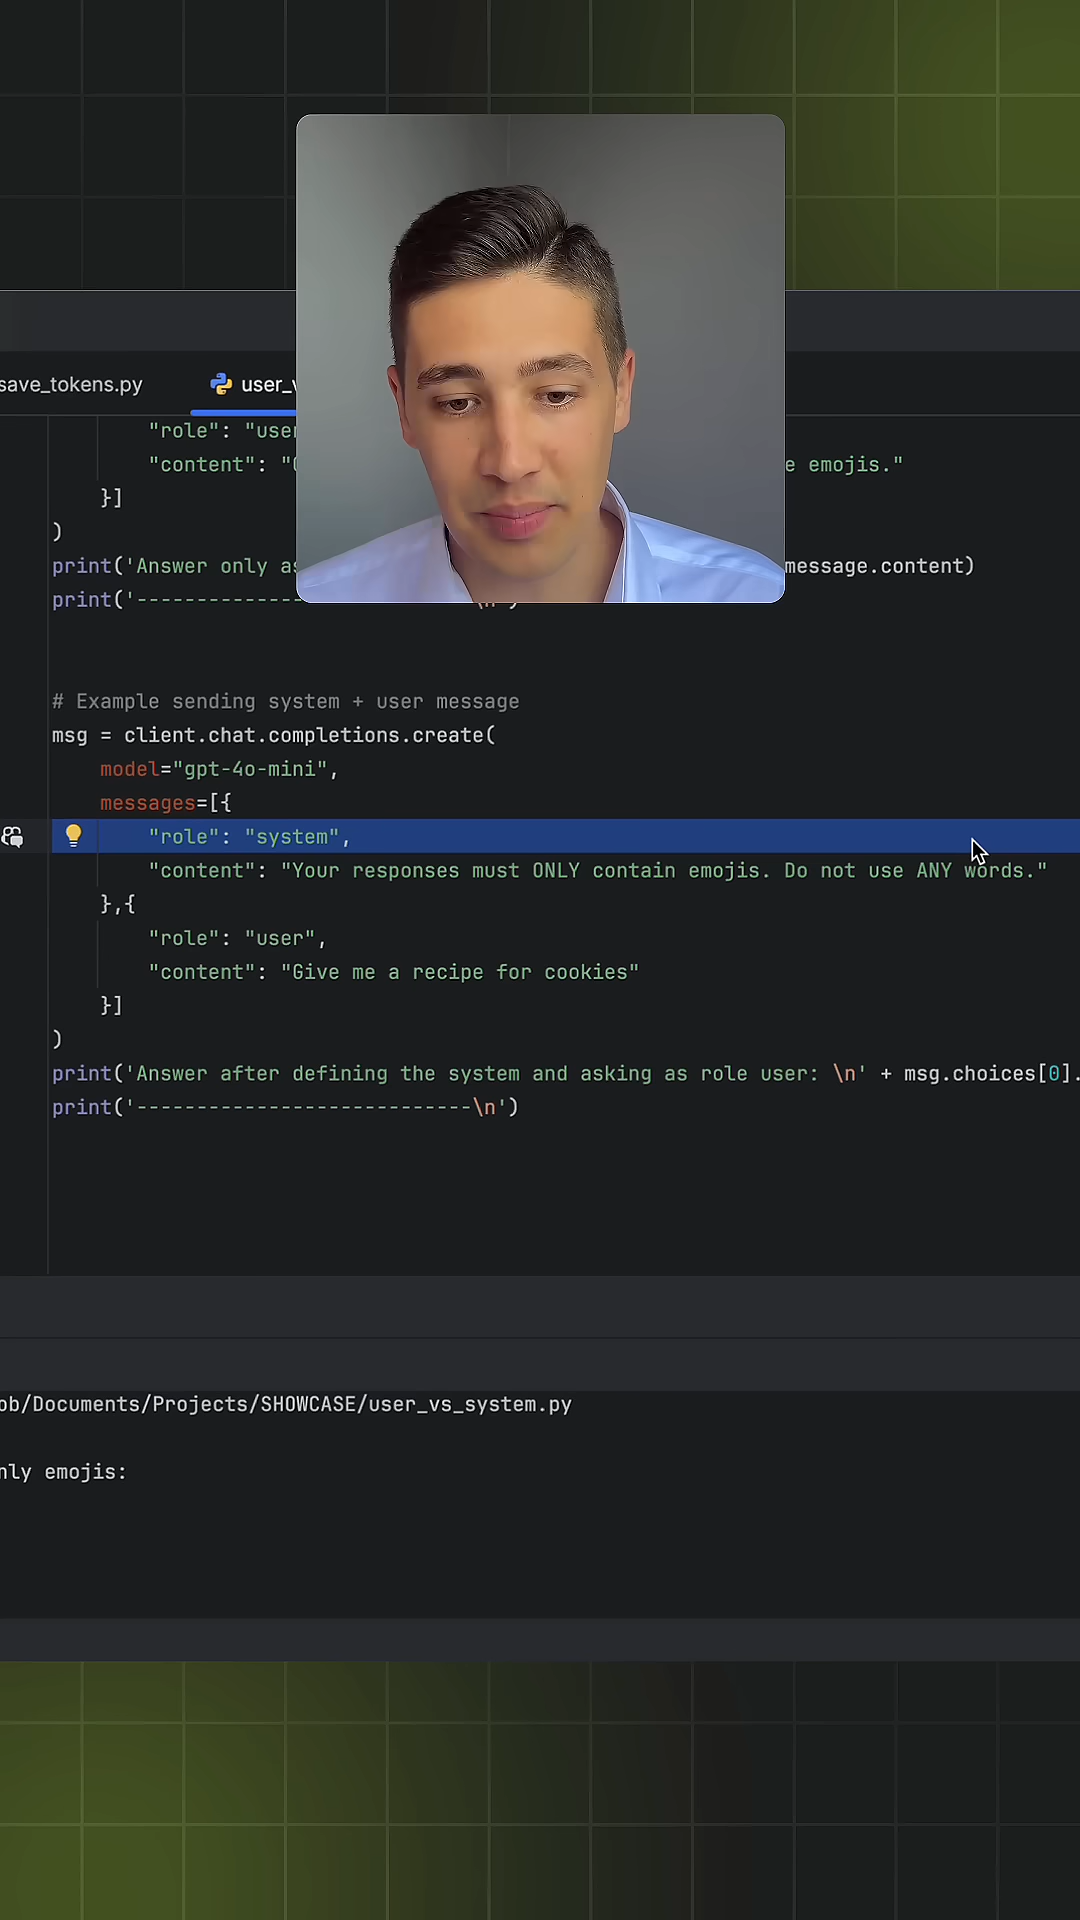 save_tokens.py
user_v
"role": "user
"content": "
e emojis."
}]
)
print('Answer only as
message.content)
print('--------------
\n')
# Example sending system + user message
msg = client.chat.completions.create(
model="gpt-4o-mini",
messages=[{
"role": "system",
"content": "Your responses must ONLY contain emojis. Do not use ANY words."
},{
"role": "user",
"content": "Give me a recipe for cookies"
}]
)
print('Answer after defining the system and asking as role user: \n' + msg.choices[0].
print('----------------------------\n')
ob/Documents/Projects/SHOWCASE/user_vs_system.py
nly emojis: